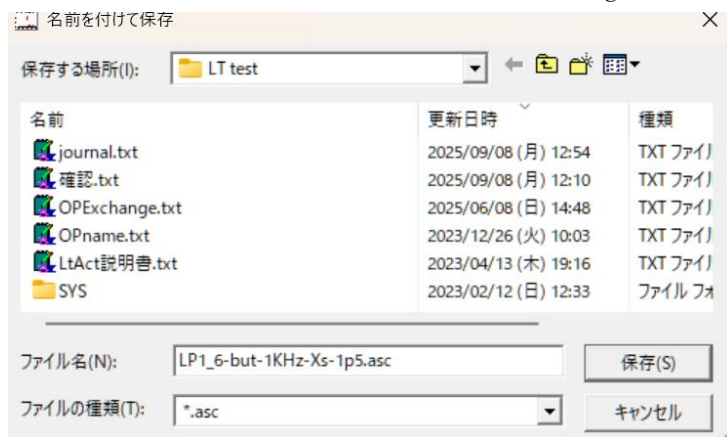 名前を付けて保存
保存する場所(I): LT test
名前 更新日時 種類
journal.txt 2025/09/08 (月) 12:54 TXT ファイル
確認.txt 2025/09/08 (月) 12:10 TXT ファイル
OPExchange.txt 2025/06/08 (日) 14:48 TXT ファイル
OPname.txt 2023/12/26 (火) 10:03 TXT ファイル
LtAct説明書.txt 2023/04/13 (木) 19:16 TXT ファイル
SYS 2023/02/12 (日) 12:33 ファイル フォ
ファイル名(N): LP1_6-but-1KHz-Xs-1p5.asc 保存(S)
ファイルの種類(T): *.asc キャンセル